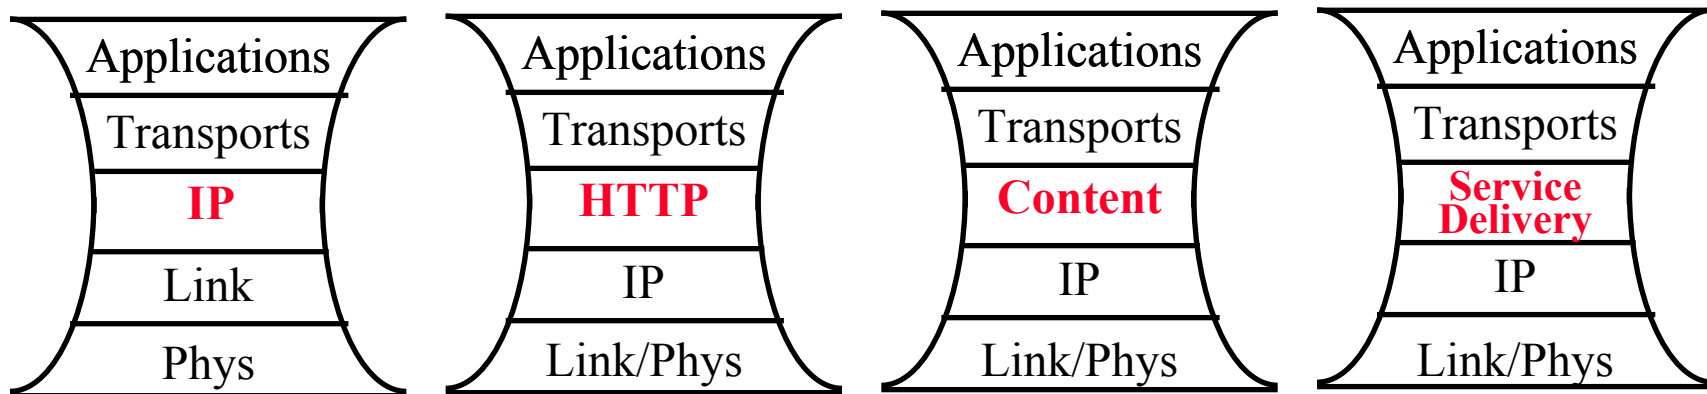 Applications
Transports
IP
Link
Phys
Applications
Transports
HTTP
IP
Link/Phys
Applications
Transports
Content
IP
Link/Phys
Applications
Transports
Service
Delivery
IP
Link/Phys